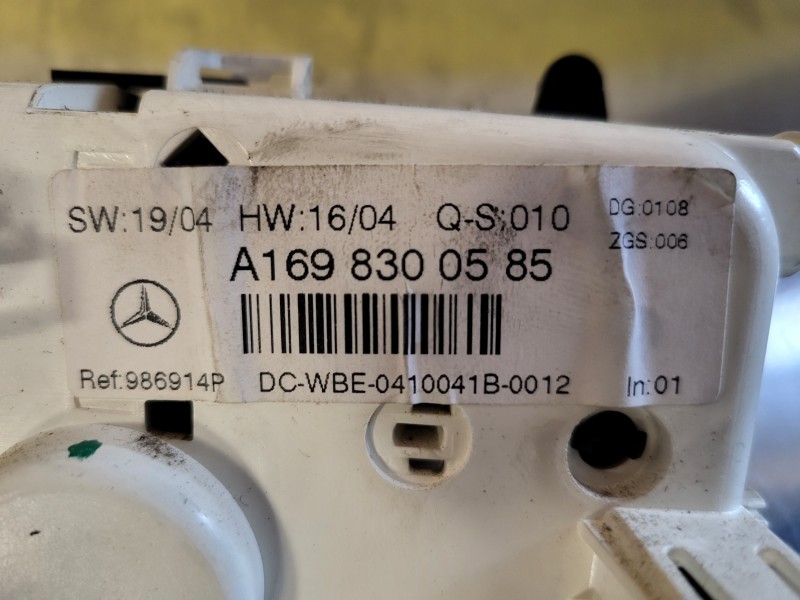 SW:19/04 HW:16/04 Q-S:010 DG:0108
ZGS:006
A169 830 05 85
Ref:986914P DC-WBE-0410041B-0012 In:01